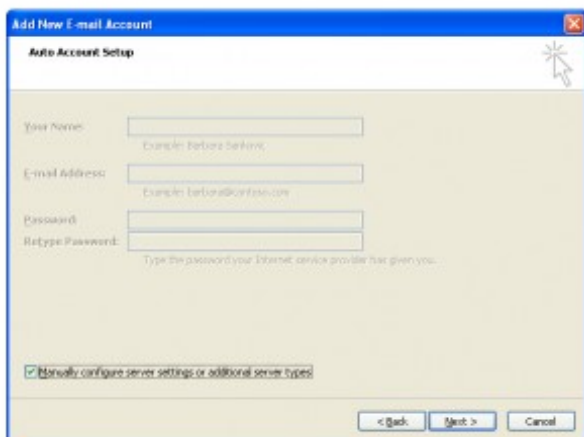 Add New E-mail Account
Auto Account Setup
Your Name:
Example: Barbara Sankovic
E-mail Address:
Example: barbara@contoso.com
Password:
Retype Password:
Type the password your Internet service provider has given you.
Manually configure server settings or additional server types
< Back Next > Cancel